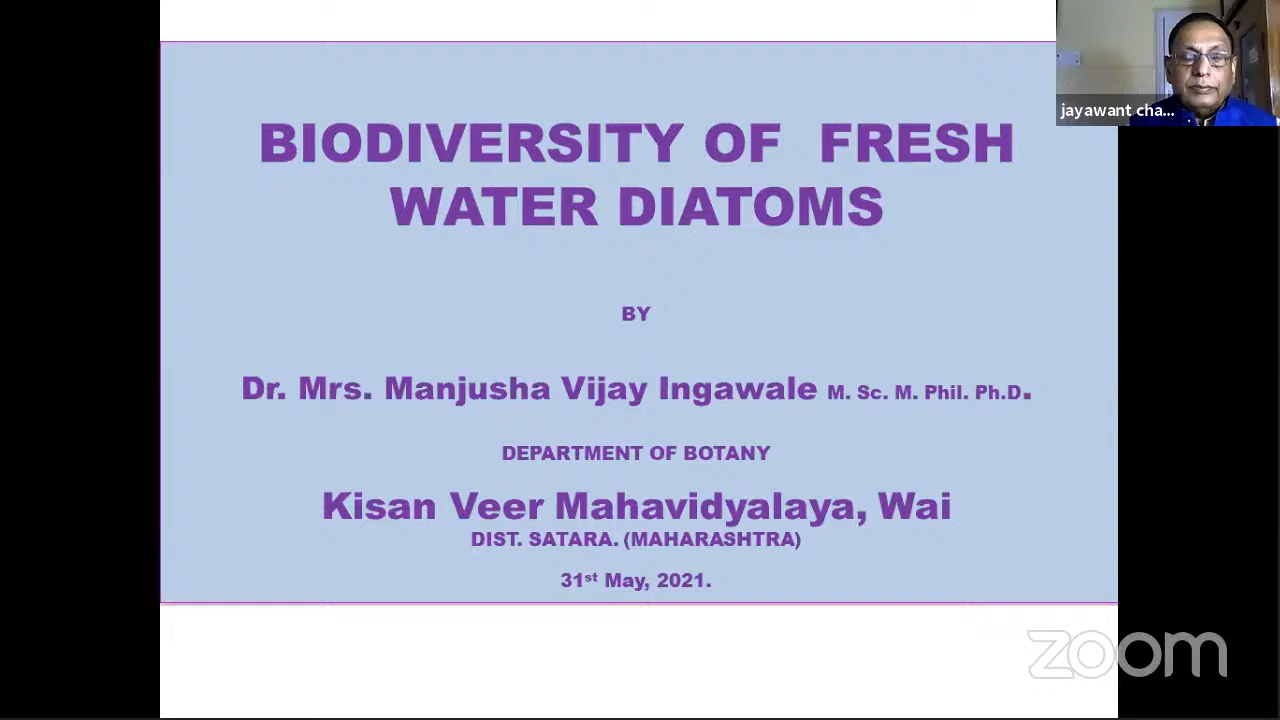 jayawant cha...
BIODIVERSITY OF FRESH
WATER DIATOMS
BY
Dr. Mrs. Manjusha Vijay Ingawale M. Sc. M. Phil. Ph.D.
DEPARTMENT OF BOTANY
Kisan Veer Mahavidyalaya, Wai
DIST. SATARA. (MAHARASHTRA)
31st May, 2021.
zoom